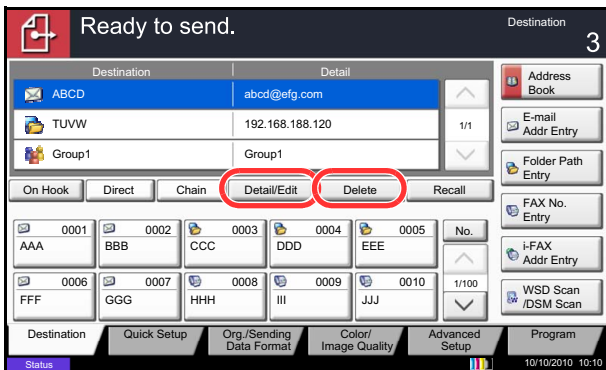 Ready to send.
Destination
3
Destination Detail
ABCD abcd@efg.com
TUVW 192.168.188.120 1/1
Group1 Group1
Address
Book
E-mail
Addr Entry
Folder Path
Entry
FAX No.
Entry
i-FAX
Addr Entry
WSD Scan
/DSM Scan
On Hook Direct Chain Detail/Edit Delete Recall
0001 0002 0003 0004 0005 No.
AAA BBB CCC DDD EEE
0006 0007 0008 0009 0010 1/100
FFF GGG HHH III JJJ
Destination Quick Setup Org./Sending
Data Format Color/
Image Quality Advanced
Setup Program
Status 10/10/2010 10:10